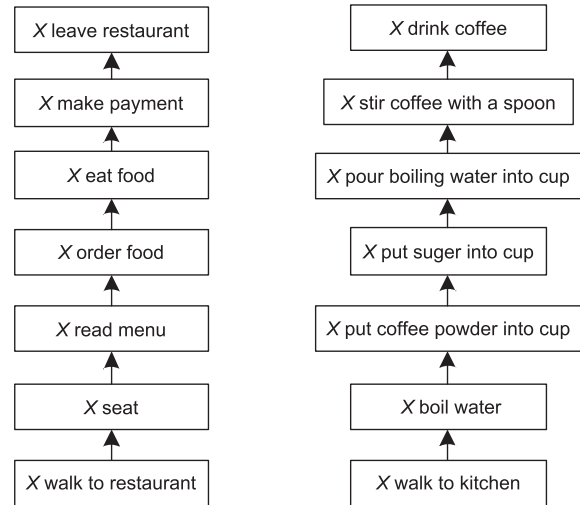 X leave restaurant
X make payment
X eat food
X order food
X read menu
X seat
X walk to restaurant
X drink coffee
X stir coffee with a spoon
X pour boiling water into cup
X put suger into cup
X put coffee powder into cup
X boil water
X walk to kitchen